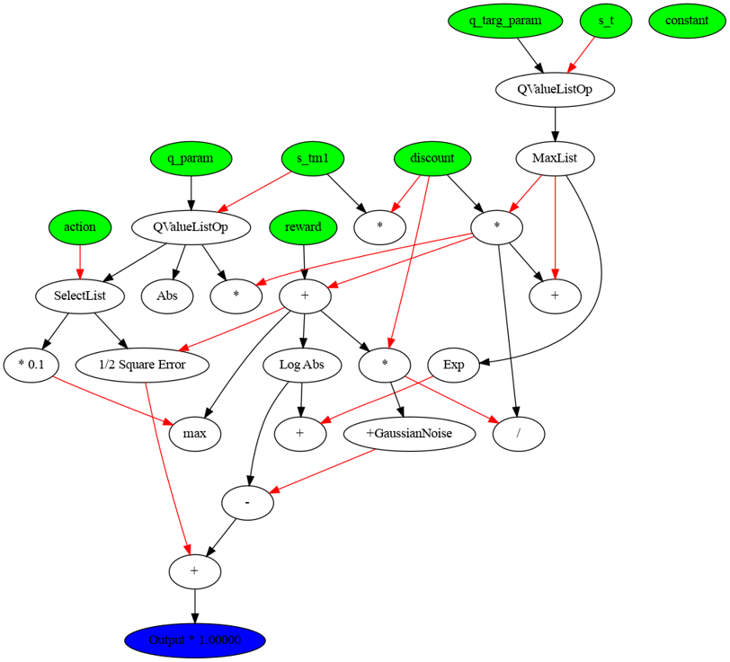 q_targ_param
s_t
constant
QValueListOp
q_param
s_tm1
discount
MaxList
action
QValueListOp
reward
*
*
SelectList
Abs
*
+
+
* 0.1
1/2 Square Error
Log Abs
*
Exp
max
+
+GaussianNoise
/
-
+
Output * 1.00000